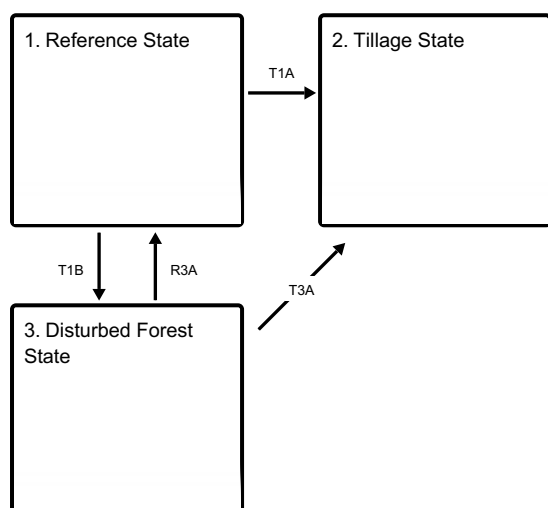 1. Reference State
2. Tillage State
T1A
T1B
R3A
T3A
3. Disturbed Forest
State